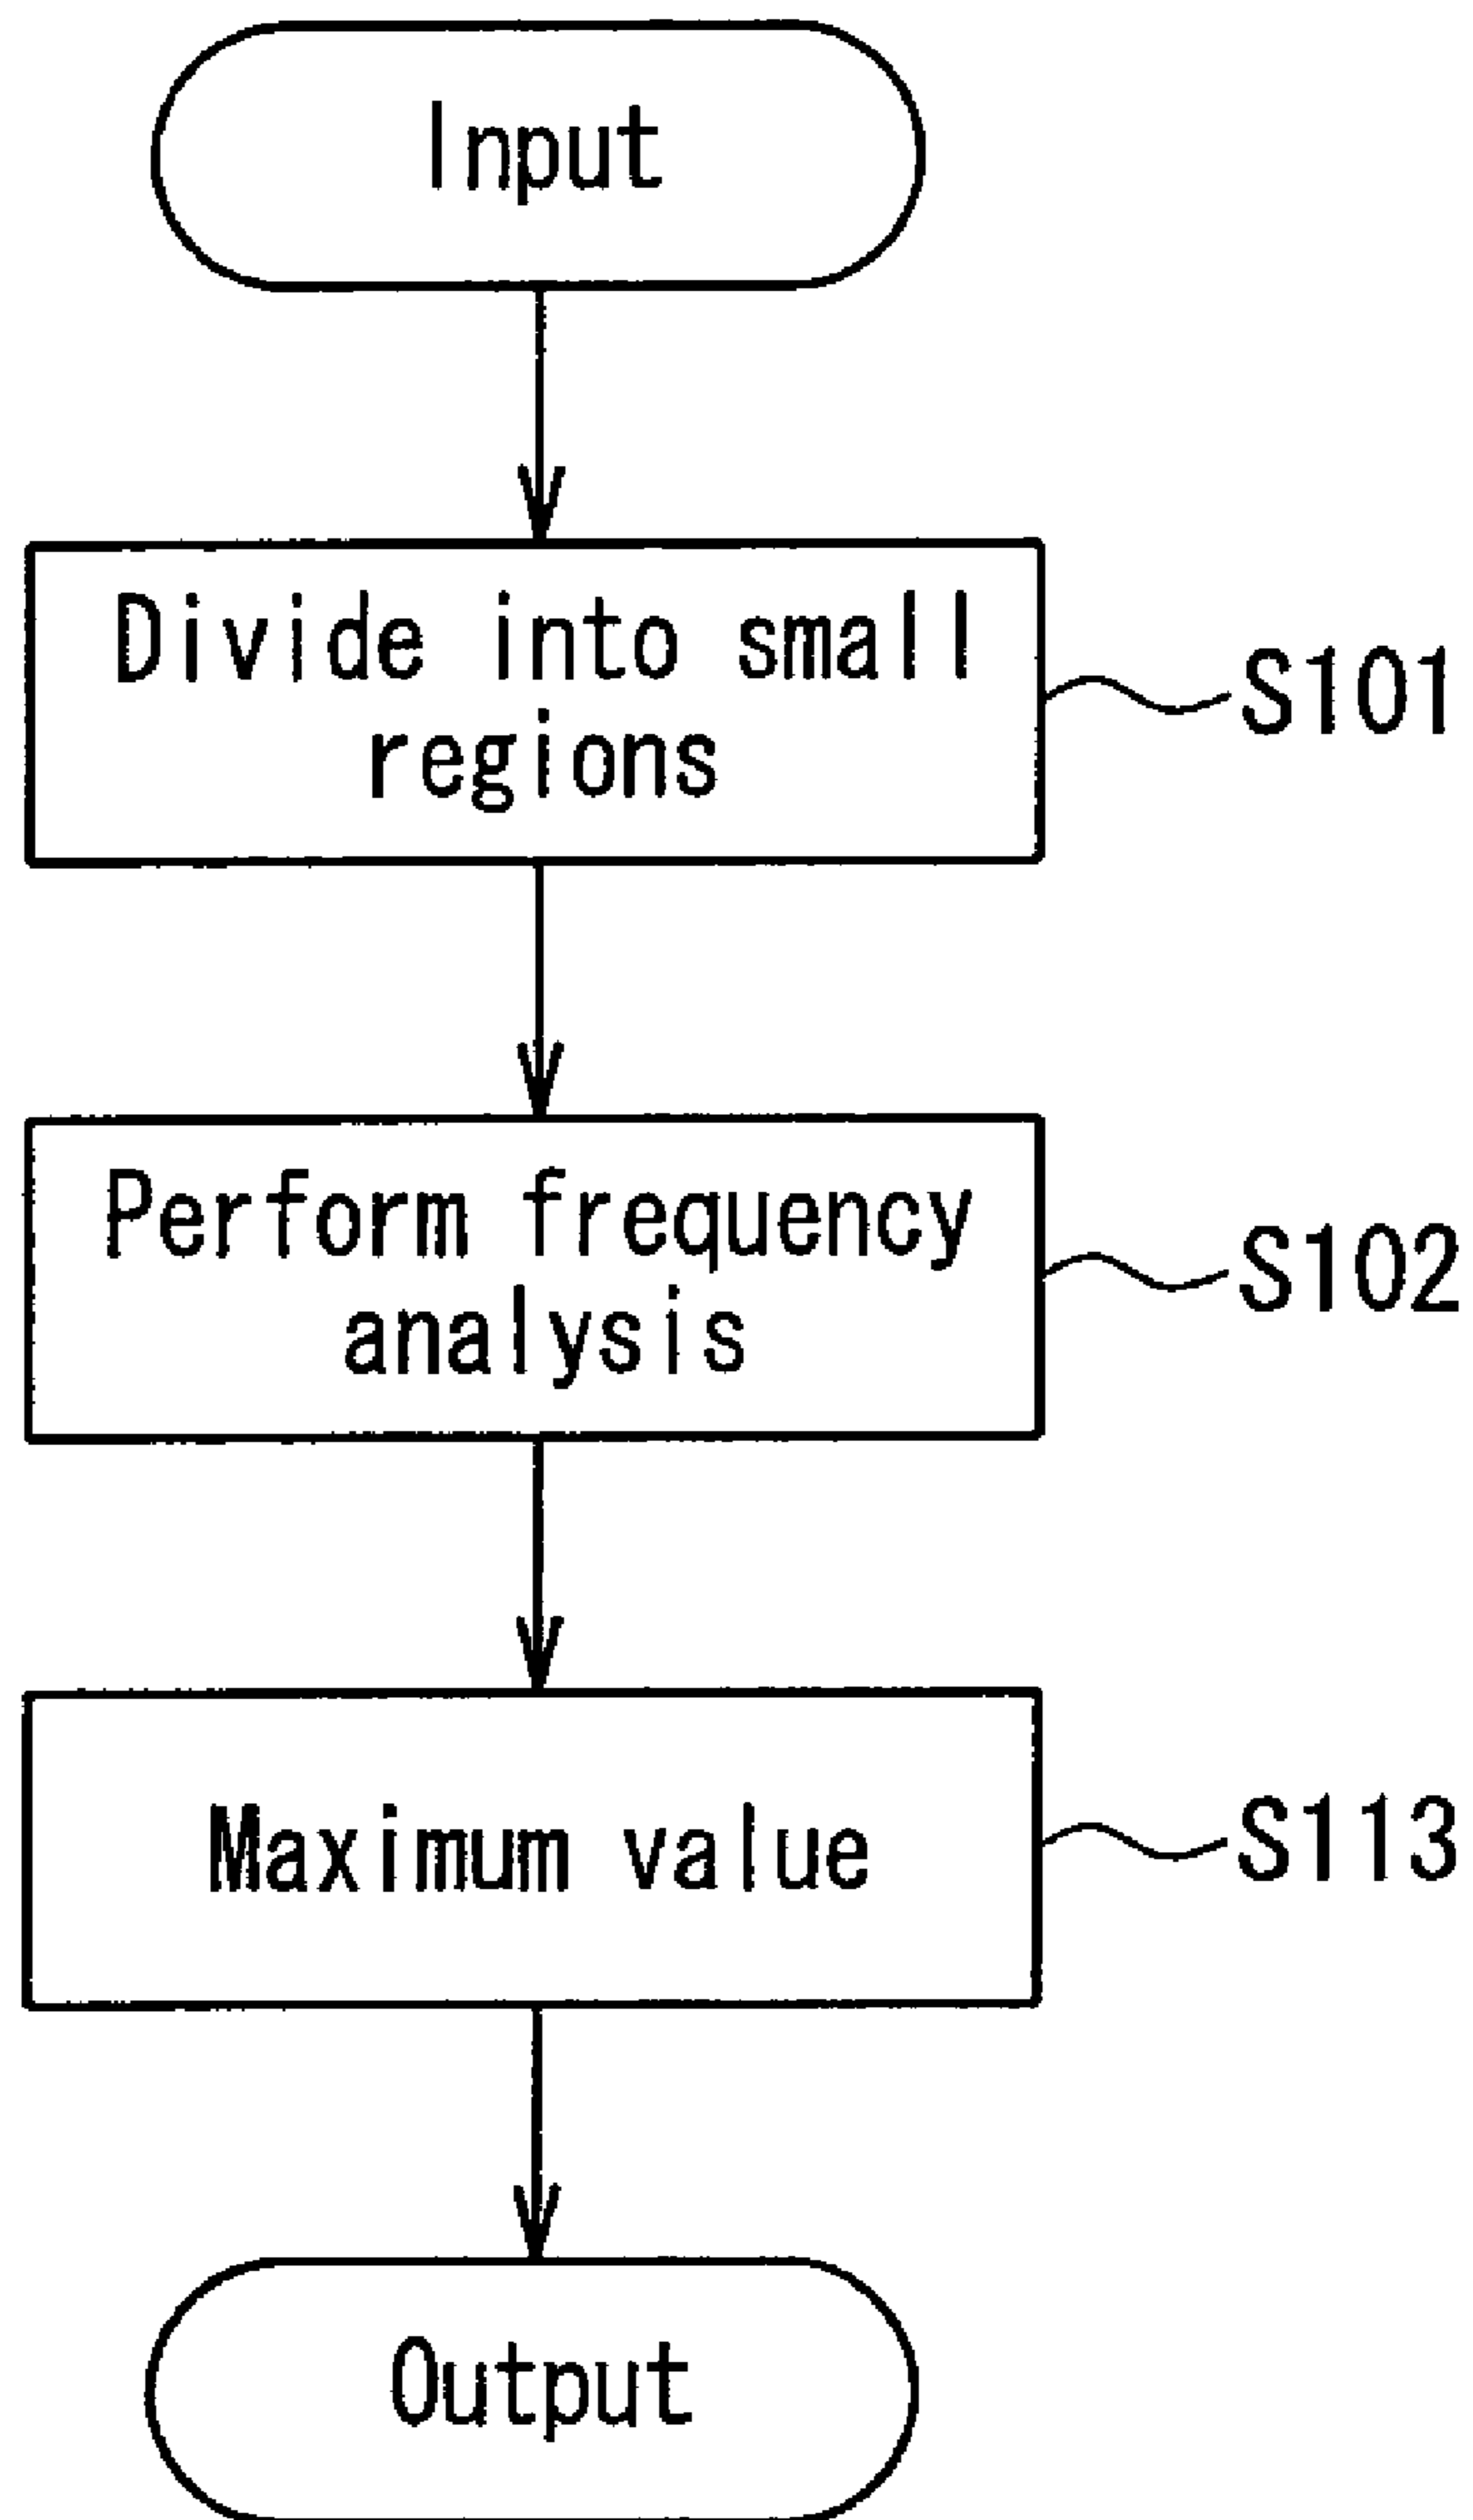 Input
Divide into small
regions
S101
Perform frequency
analysis
S102
Maximum value
S113
Output